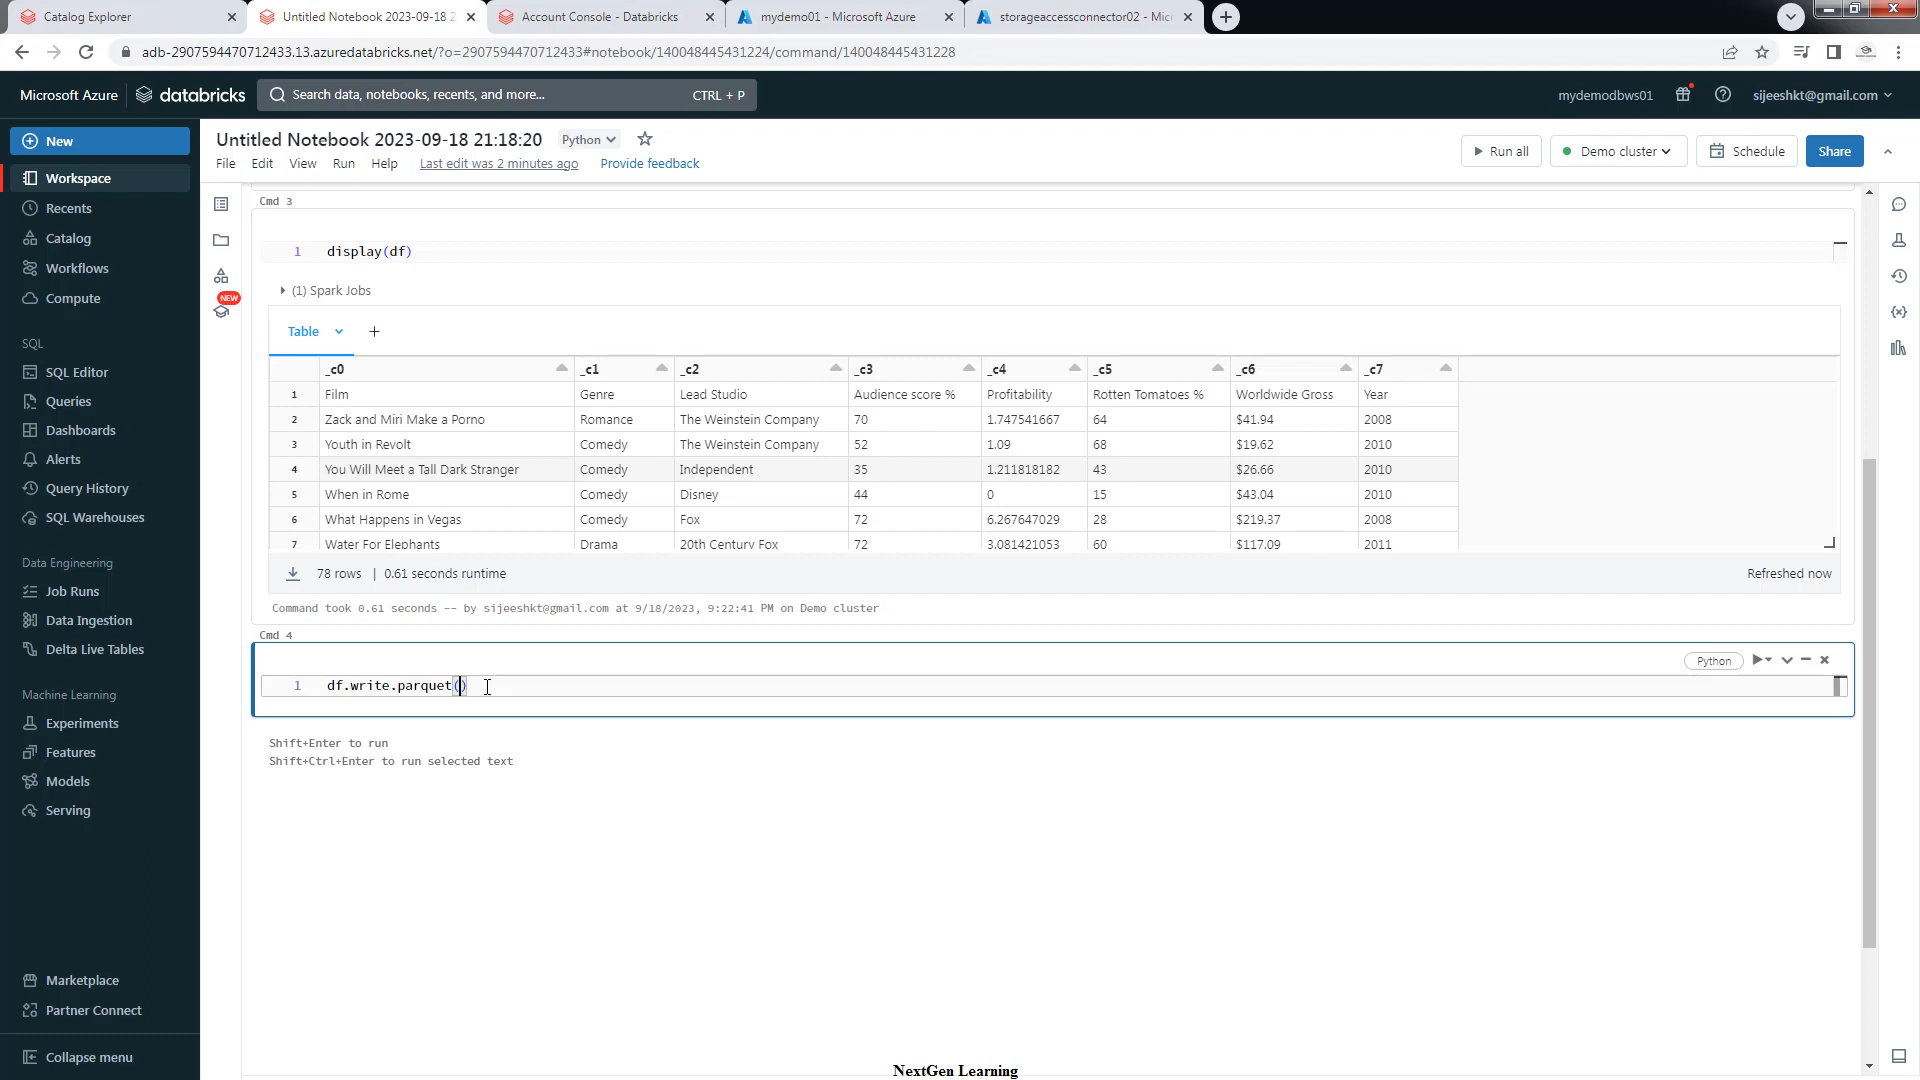 Catalog Explorer
Untitled Notebook 2023-09-18 2
Account Console - Databricks
mydemo01 - Microsoft Azure
storageaccessconnector02 - Mic
adb-2907594470712433.13.azuredatabricks.net/?o=2907594470712433#notebook/140048445431224/command/140048445431228
Microsoft Azure
databricks
Search data, notebooks, recents, and more...
CTRL + P
mydemodbws01
sijeeshkt@gmail.com
New
Workspace
Recents
Catalog
Workflows
Compute
SQL
SQL Editor
Queries
Dashboards
Alerts
Query History
SQL Warehouses
Data Engineering
Job Runs
Data Ingestion
Delta Live Tables
Machine Learning
Experiments
Features
Models
Serving
Marketplace
Partner Connect
Collapse menu
Untitled Notebook 2023-09-18 21:18:20
Python
File Edit View Run Help Last edit was 2 minutes ago Provide feedback
Run all
Demo cluster
Schedule
Share
NEW
Cmd 3
1 display(df)
(1) Spark Jobs
Table
_c0 _c1 _c2 _c3 _c4 _c5 _c6 _c7
1 Film Genre Lead Studio Audience score % Profitability Rotten Tomatoes % Worldwide Gross Year
2 Zack and Miri Make a Porno Romance The Weinstein Company 70 1.747541667 64 $41.94 2008
3 Youth in Revolt Comedy The Weinstein Company 52 1.09 68 $19.62 2010
4 You Will Meet a Tall Dark Stranger Comedy Independent 35 1.211818182 43 $26.66 2010
5 When in Rome Comedy Disney 44 0 15 $43.04 2010
6 What Happens in Vegas Comedy Fox 72 6.267647029 28 $219.37 2008
7 Water For Elephants Drama 20th Century Fox 72 3.081421053 60 $117.09 2011
78 rows | 0.61 seconds runtime
Refreshed now
Command took 0.61 seconds -- by sijeeshkt@gmail.com at 9/18/2023, 9:22:41 PM on Demo cluster
Cmd 4
Python
1 df.write.parquet()
Shift+Enter to run
Shift+Ctrl+Enter to run selected text
NextGen Learning